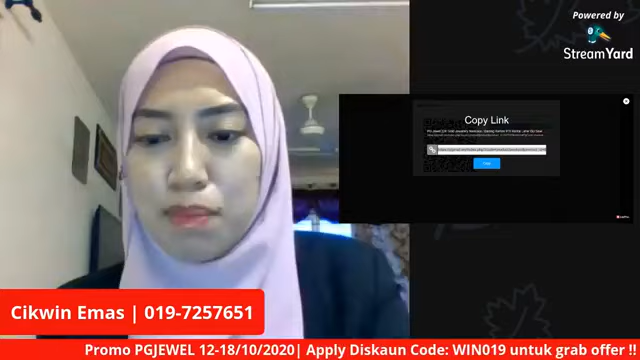 Powered by
StreamYard
Copy Link
Cikwin Emas | 019-7257651
Promo PGJEWEL 12-18/10/2020| Apply Diskaun Code: WIN019 untuk grab offer !!